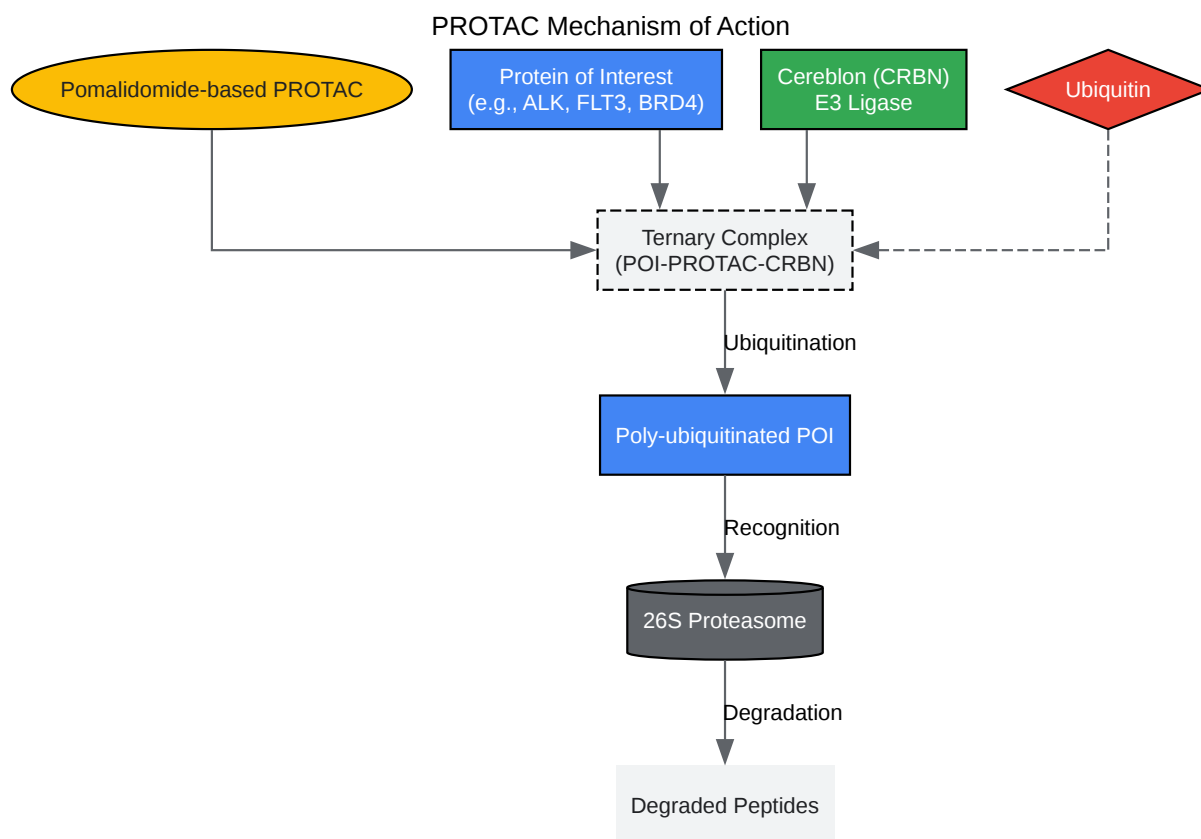 PROTAC Mechanism of Action
Pomalidomide-based PROTAC
Protein of Interest
(e.g., ALK, FLT3, BRD4)
Cereblon (CRBN)
E3 Ligase
Ubiquitin
Ternary Complex
(POI-PROTAC-CRBN)
Ubiquitination
Poly-ubiquitinated POI
Recognition
26S Proteasome
Degradation
Degraded Peptides